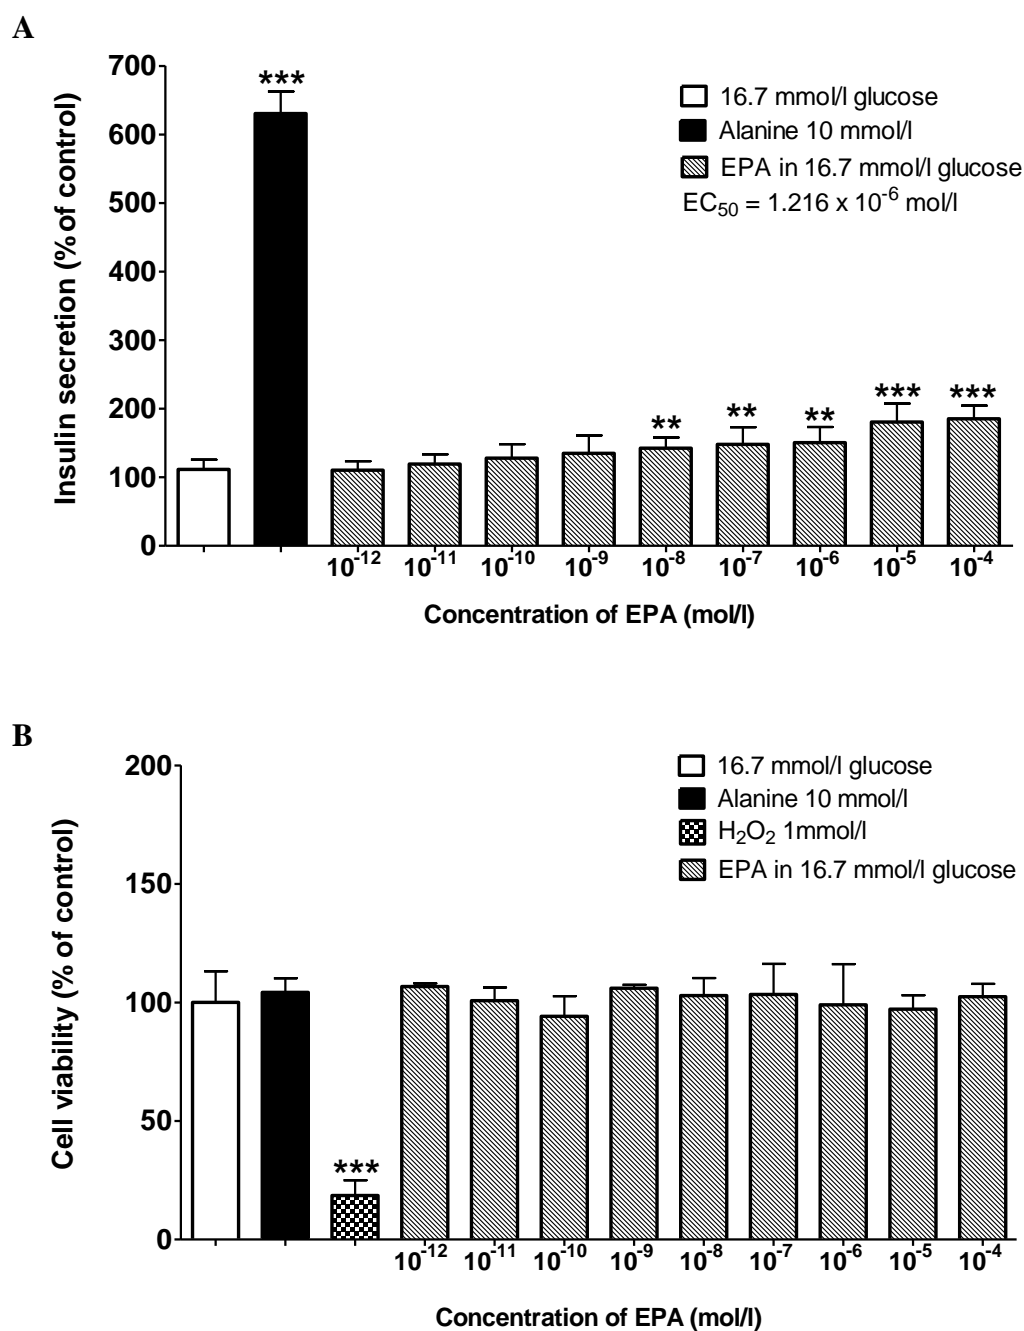 A
700
600
500
400
300
200
100
0
Insulin secretion (% of control)
***
**
**
**
***
***
16.7 mmol/l glucose
Alanine 10 mmol/l
EPA in 16.7 mmol/l glucose
EC₅₀ = 1.216 x 10⁻⁶ mol/l
10⁻¹² 10⁻¹¹ 10⁻¹⁰ 10⁻⁹ 10⁻⁸ 10⁻⁷ 10⁻⁶ 10⁻⁵ 10⁻⁴
Concentration of EPA (mol/l)
B
200
150
100
50
0
Cell viability (% of control)
***
16.7 mmol/l glucose
Alanine 10 mmol/l
H₂O₂ 1mmol/l
EPA in 16.7 mmol/l glucose
10⁻¹² 10⁻¹¹ 10⁻¹⁰ 10⁻⁹ 10⁻⁸ 10⁻⁷ 10⁻⁶ 10⁻⁵ 10⁻⁴
Concentration of EPA (mol/l)